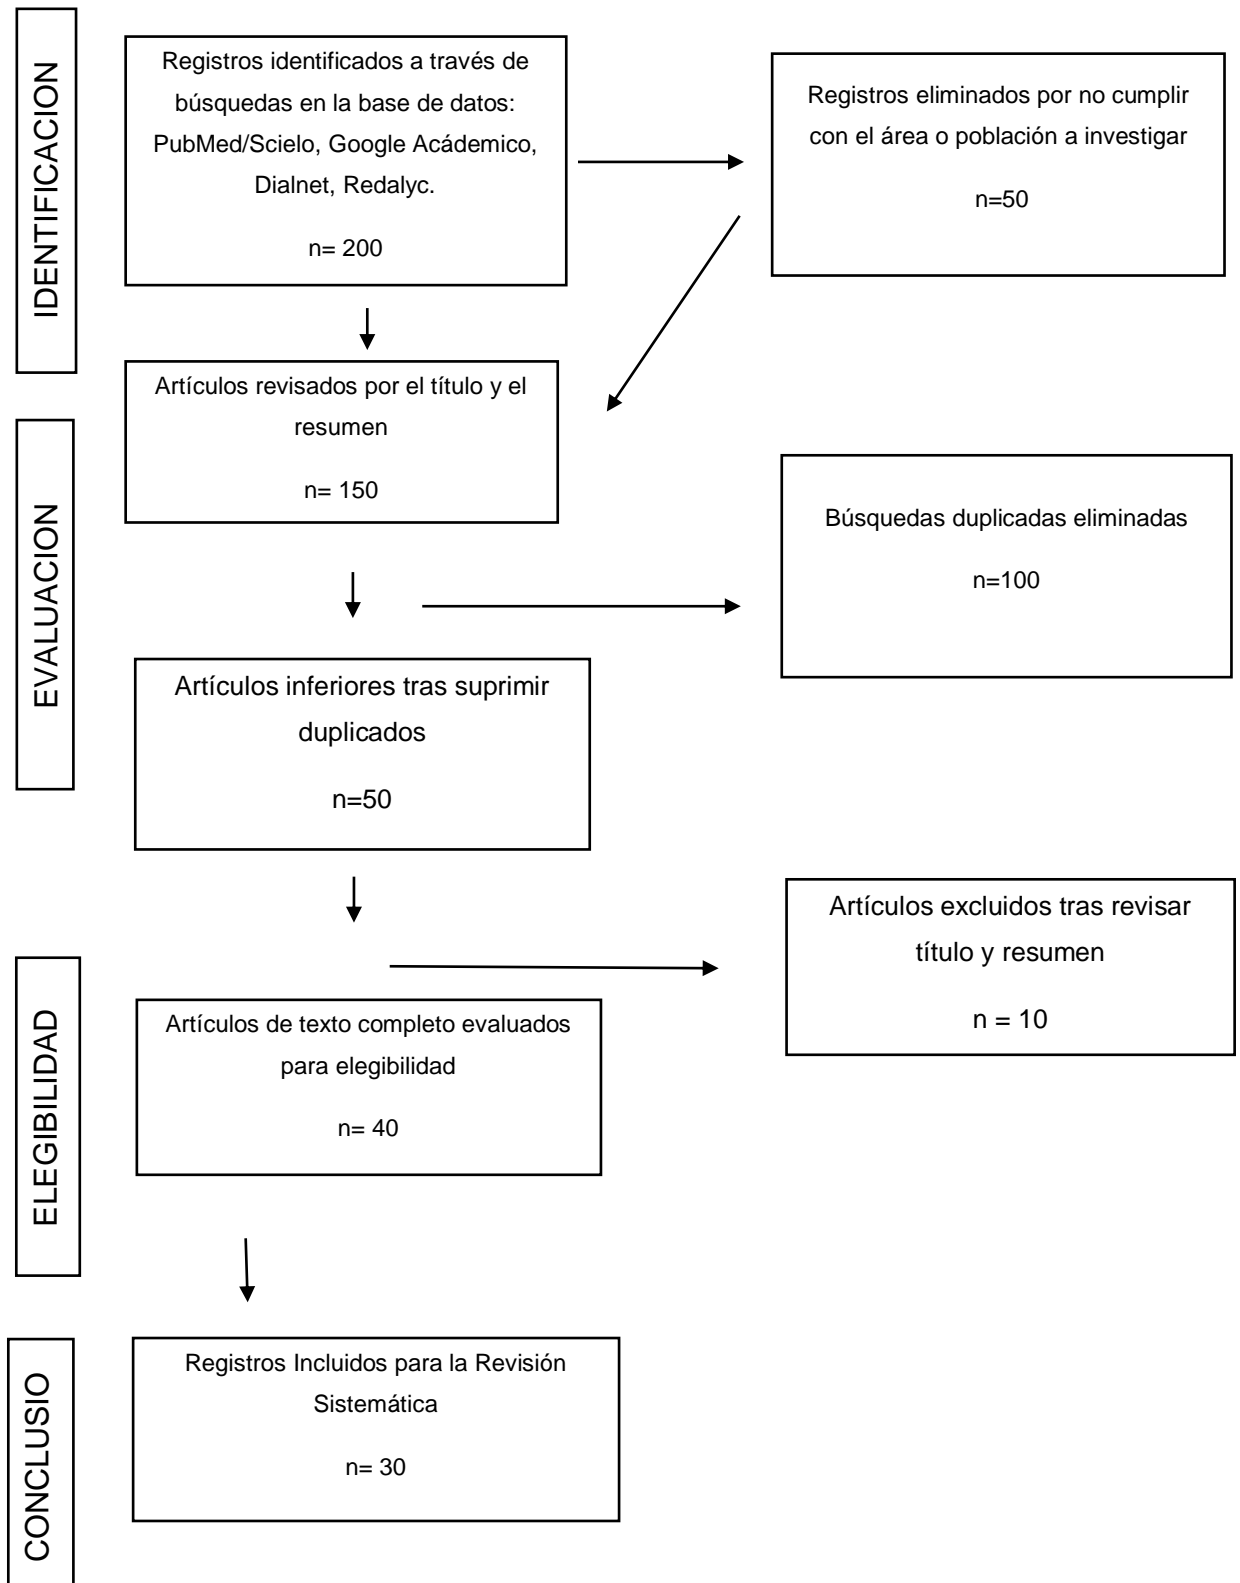 IDENTIFICACION
Registros identificados a través de
búsquedas en la base de datos:
PubMed/Scielo, Google Acádemico,
Dialnet, Redalyc.
n= 200
Registros eliminados por no cumplir
con el área o población a investigar
n=50
Artículos revisados por el título y el
resumen
n= 150
EVALUACION
Búsquedas duplicadas eliminadas
n=100
Artículos inferiores tras suprimir
duplicados
n=50
Artículos excluidos tras revisar
título y resumen
n = 10
ELEGIBILIDAD
Artículos de texto completo evaluados
para elegibilidad
n= 40
CONCLUSIO
Registros Incluidos para la Revisión
Sistemática
n= 30